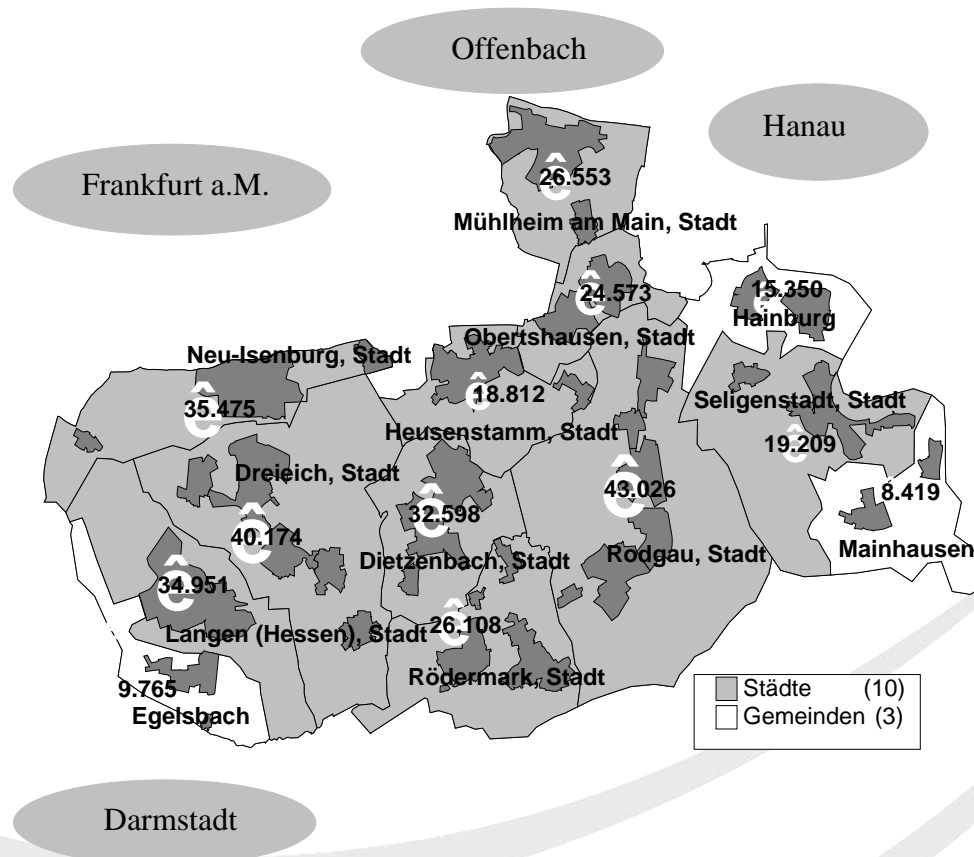 Offenbach
Hanau
Frankfurt a.M.
26.553
Mühlheim am Main, Stadt
24.573
Obertshausen, Stadt
15.350
Hainburg
Neu-Isenburg, Stadt
35.475
18.812
Heusenstamm, Stadt
Seligenstadt, Stadt
19.209
Dreieich, Stadt
40.174
32.598
Dietzenbach, Stadt
43.026
Rodgau, Stadt
8.419
Mainhausen
34.951
Langen (Hessen), Stadt
26.108
Rödermark, Stadt
9.765
Egelsbach
Städte (10)
Gemeinden (3)
Darmstadt